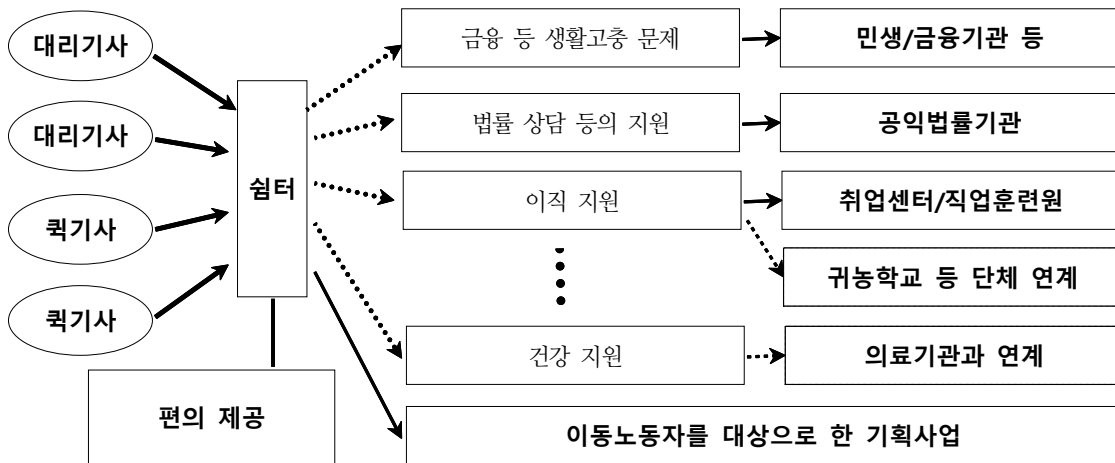 대리기사
대리기사
퀵기사
퀵기사
쉼터
편의 제공
금융 등 생활고충 문제
민생/금융기관 등
법률 상담 등의 지원
공익법률기관
이직 지원
취업센터/직업훈련원
귀농학교 등 단체 연계
건강 지원
의료기관과 연계
이동노동자를 대상으로 한 기획사업